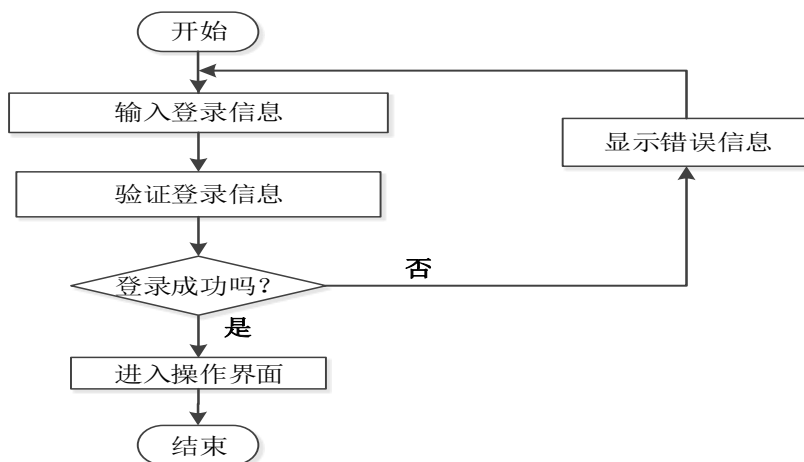 开始
输入登录信息
显示错误信息
验证登录信息
否
登录成功吗?
是
进入操作界面
结束